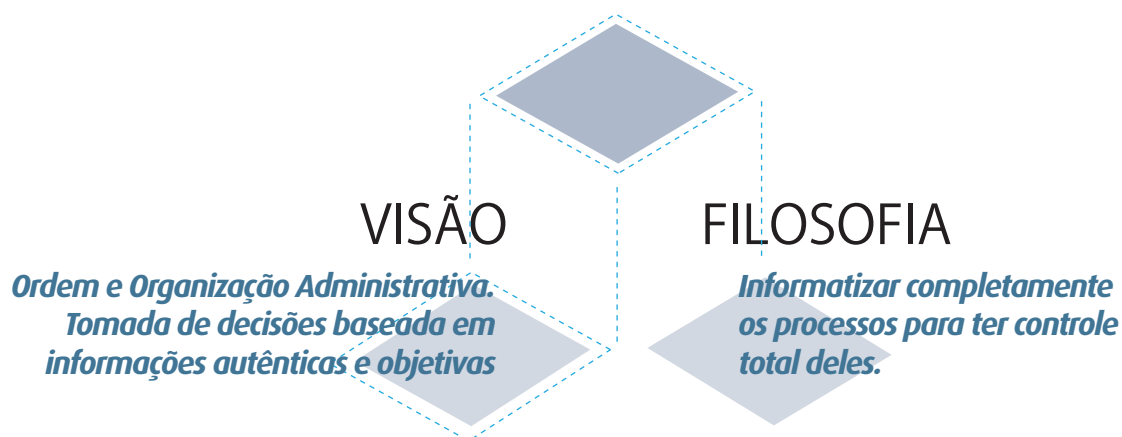 VISÃO
Ordem e Organização Administrativa.
Tomada de decisões baseada em
informações autênticas e objetivas
FILOSOFIA
Informatizar completamente
os processos para ter controle
total deles.